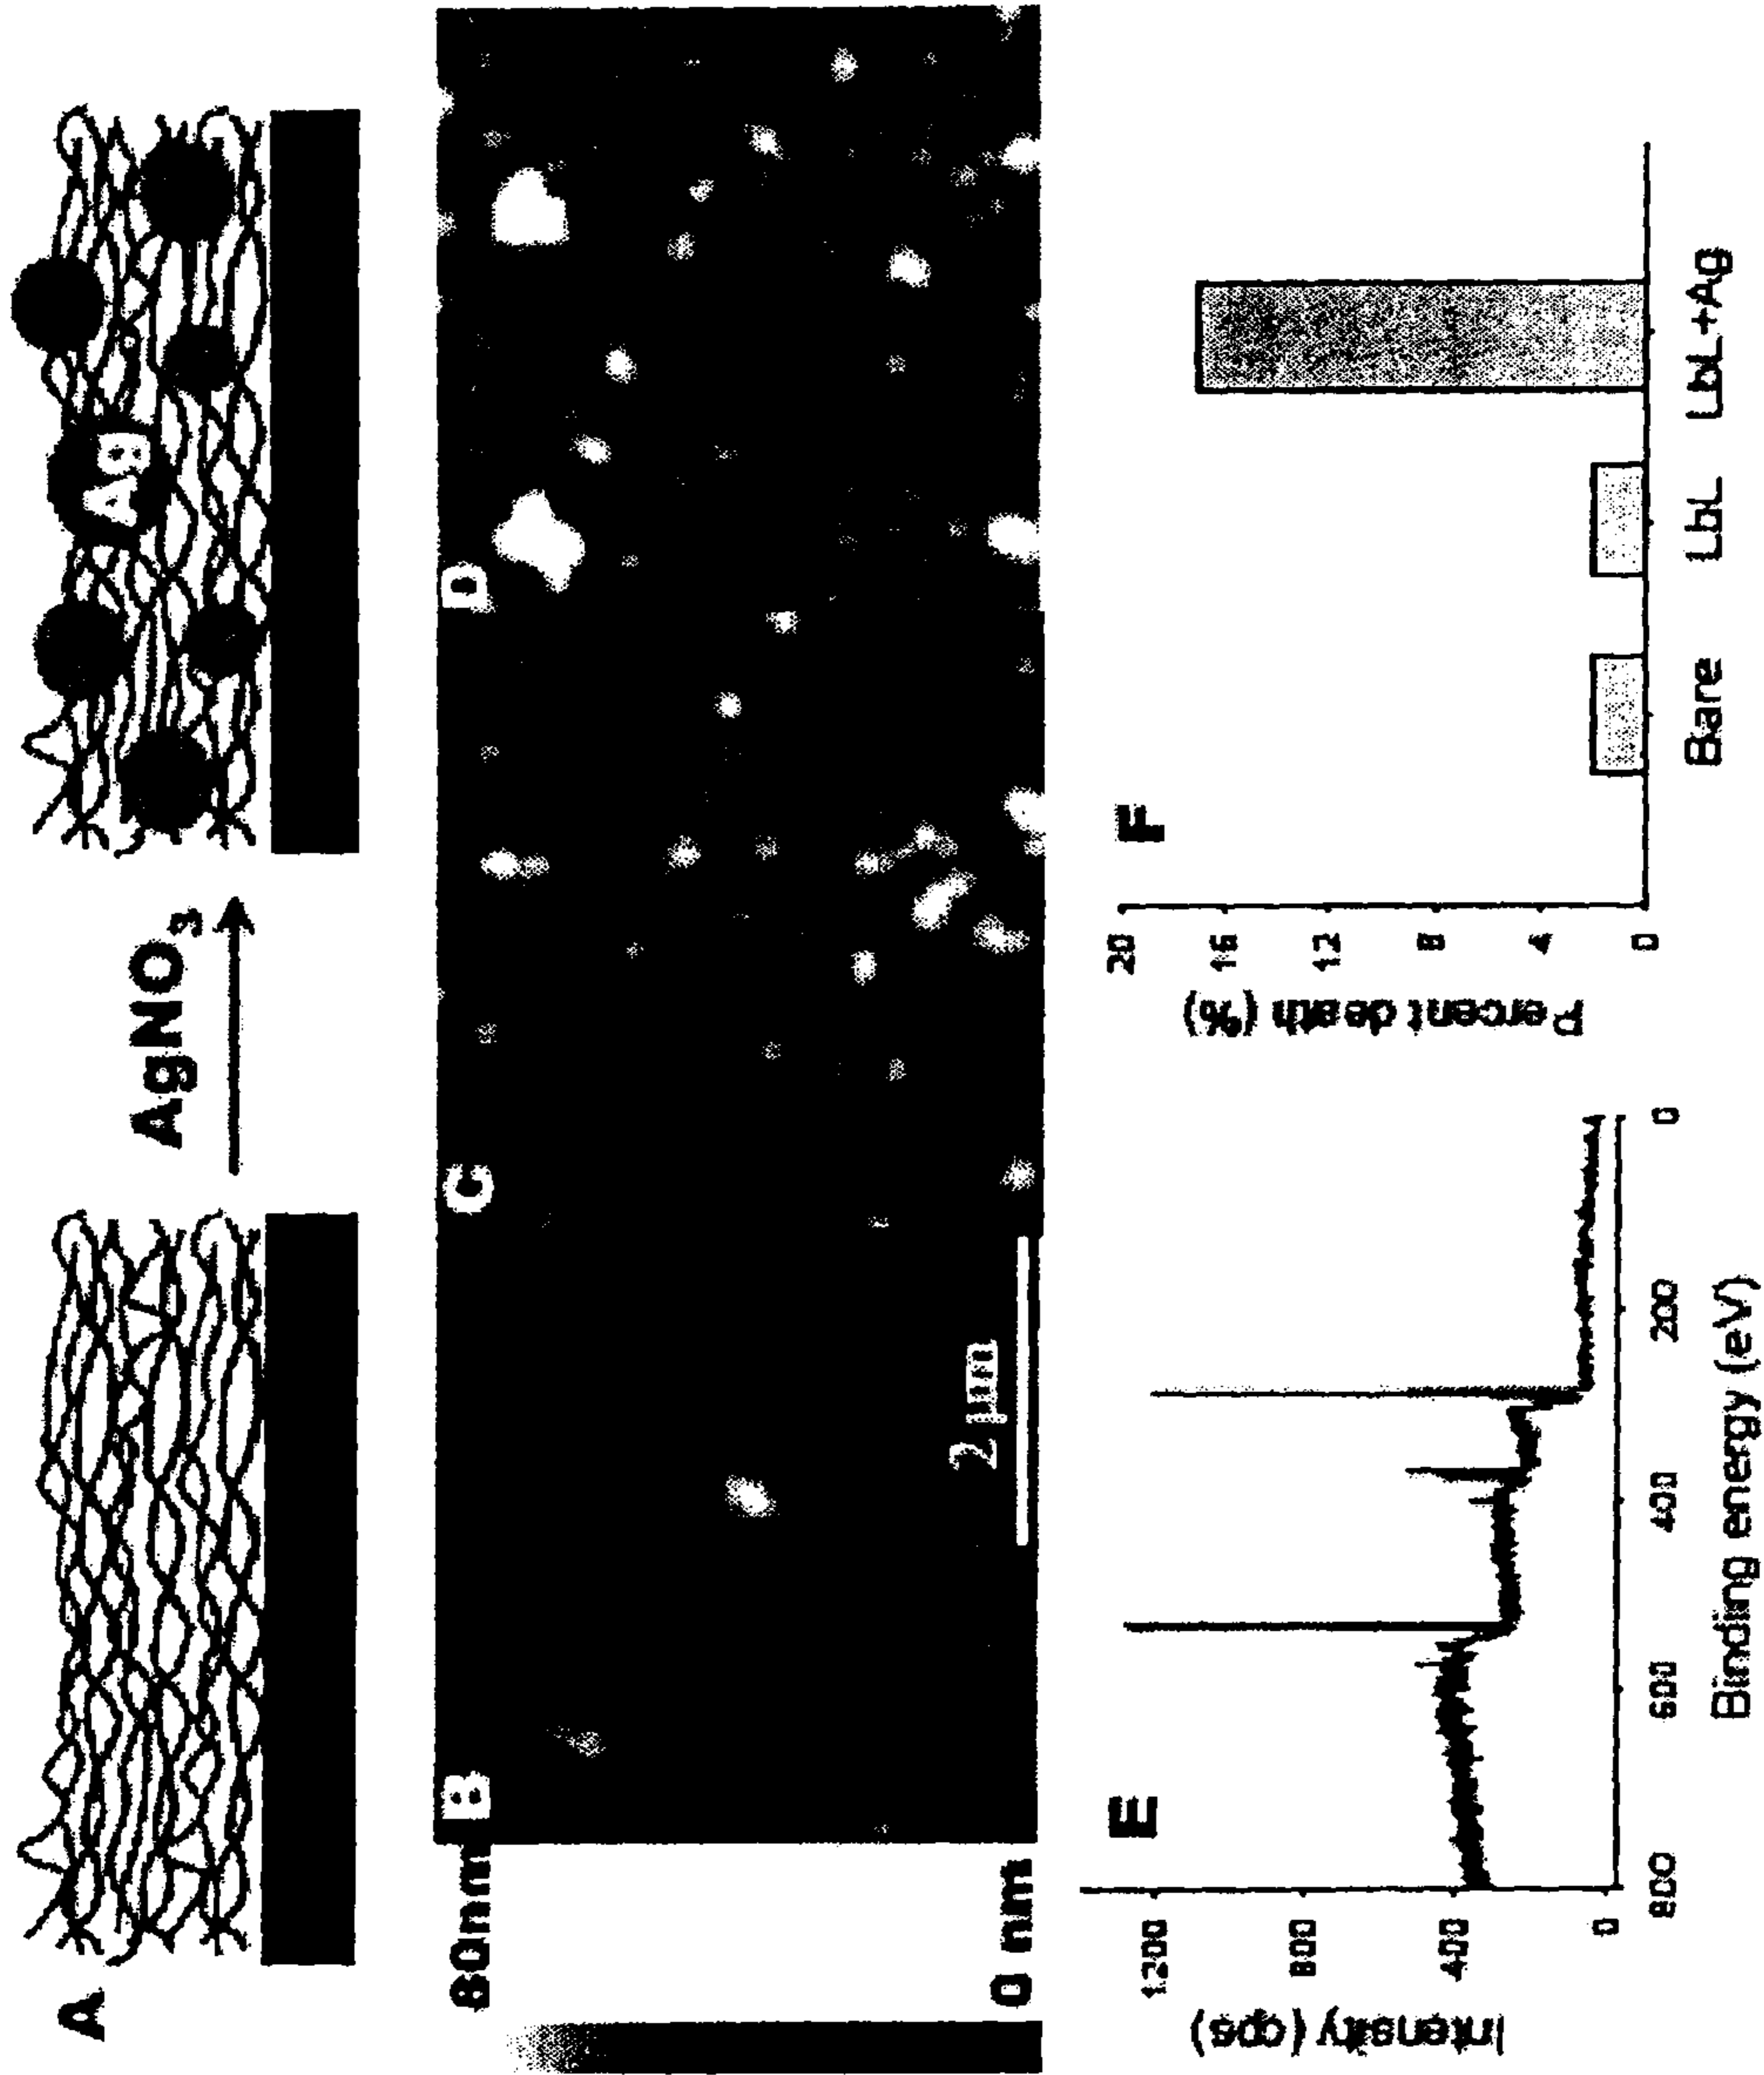 A
AgNO3
Ag
80nm
0 nm
B
2 µm
C
D
E
Intensity (cps)
1200
800
400
0
800
600
400
200
0
Binding energy (eV)
F
Percent death (%)
20
16
12
8
4
0
Bare
LbL
LbL+Ag